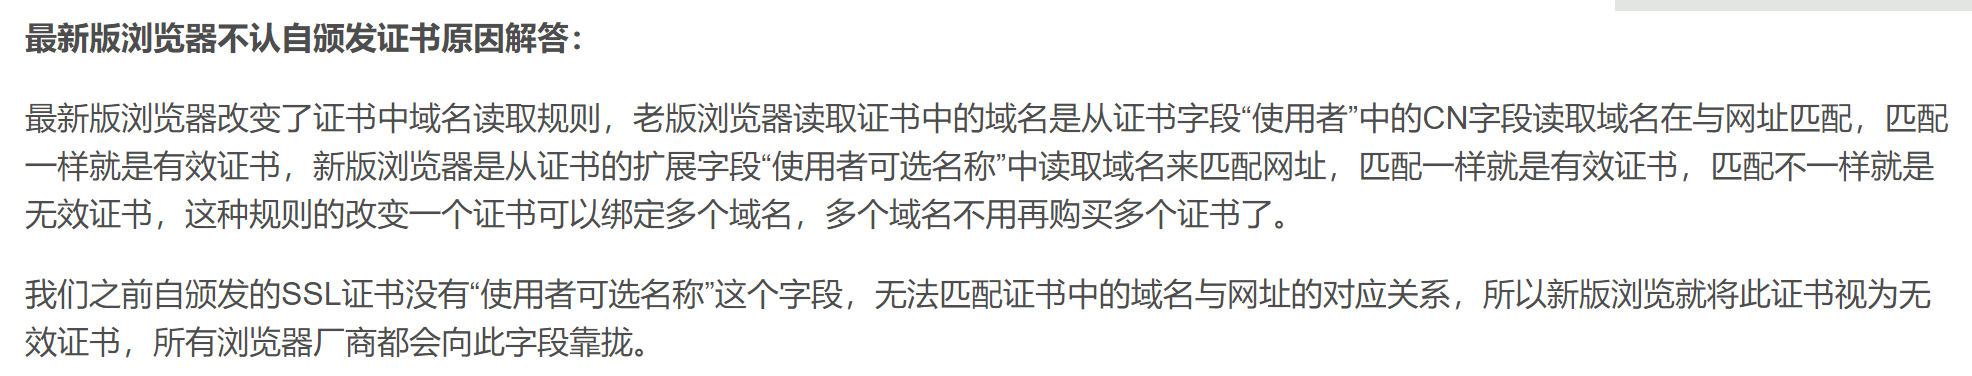 最新版浏览器不认自颁发证书原因解答：
最新版浏览器改变了证书中域名读取规则，老版浏览器读取证书中的域名是从证书字段“使用者”中的CN字段读取域名在与网址匹配，匹配
一样就是有效证书，新版浏览器是从证书的扩展字段“使用者可选名称”中读取域名来匹配网址，匹配一样就是有效证书，匹配不一样就是
无效证书，这种规则的改变一个证书可以绑定多个域名，多个域名不用再购买多个证书了。
我们之前自颁发的SSL证书没有“使用者可选名称”这个字段，无法匹配证书中的域名与网址的对应关系，所以新版浏览就将此证书视为无
效证书，所有浏览器厂商都会向此字段靠拢。